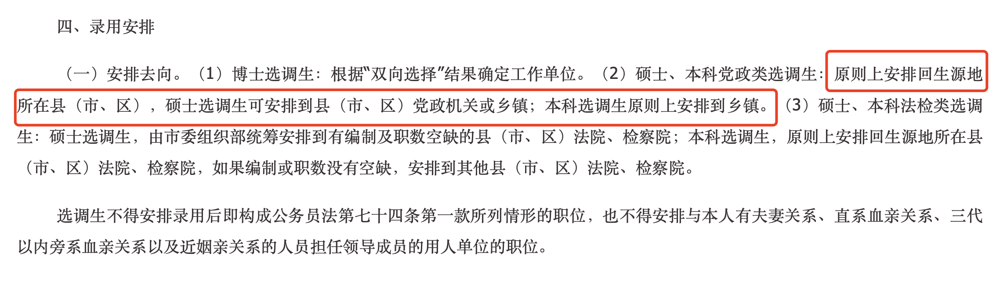 四、录用安排
（一）安排去向。（1）博士选调生：根据“双向选择”结果确定工作单位。（2）硕士、本科党政类选调生：原则上安排回生源地
所在县（市、区），硕士选调生可安排到县（市、区）党政机关或乡镇；本科选调生原则上安排到乡镇。（3）硕士、本科法检类选调
生：硕士选调生，由市委组织部统筹安排到有编制及职数空缺的县（市、区）法院、检察院；本科选调生，原则上安排回生源地所在县
（市、区）法院、检察院，如果编制或职数没有空缺，安排到其他县（市、区）法院、检察院。
选调生不得安排录用后即构成公务员法第七十四条第一款所列情形的职位，也不得安排与本人有夫妻关系、直系血亲关系、三代
以内旁系血亲关系以及近姻亲关系的人员担任领导成员的用人单位的职位。